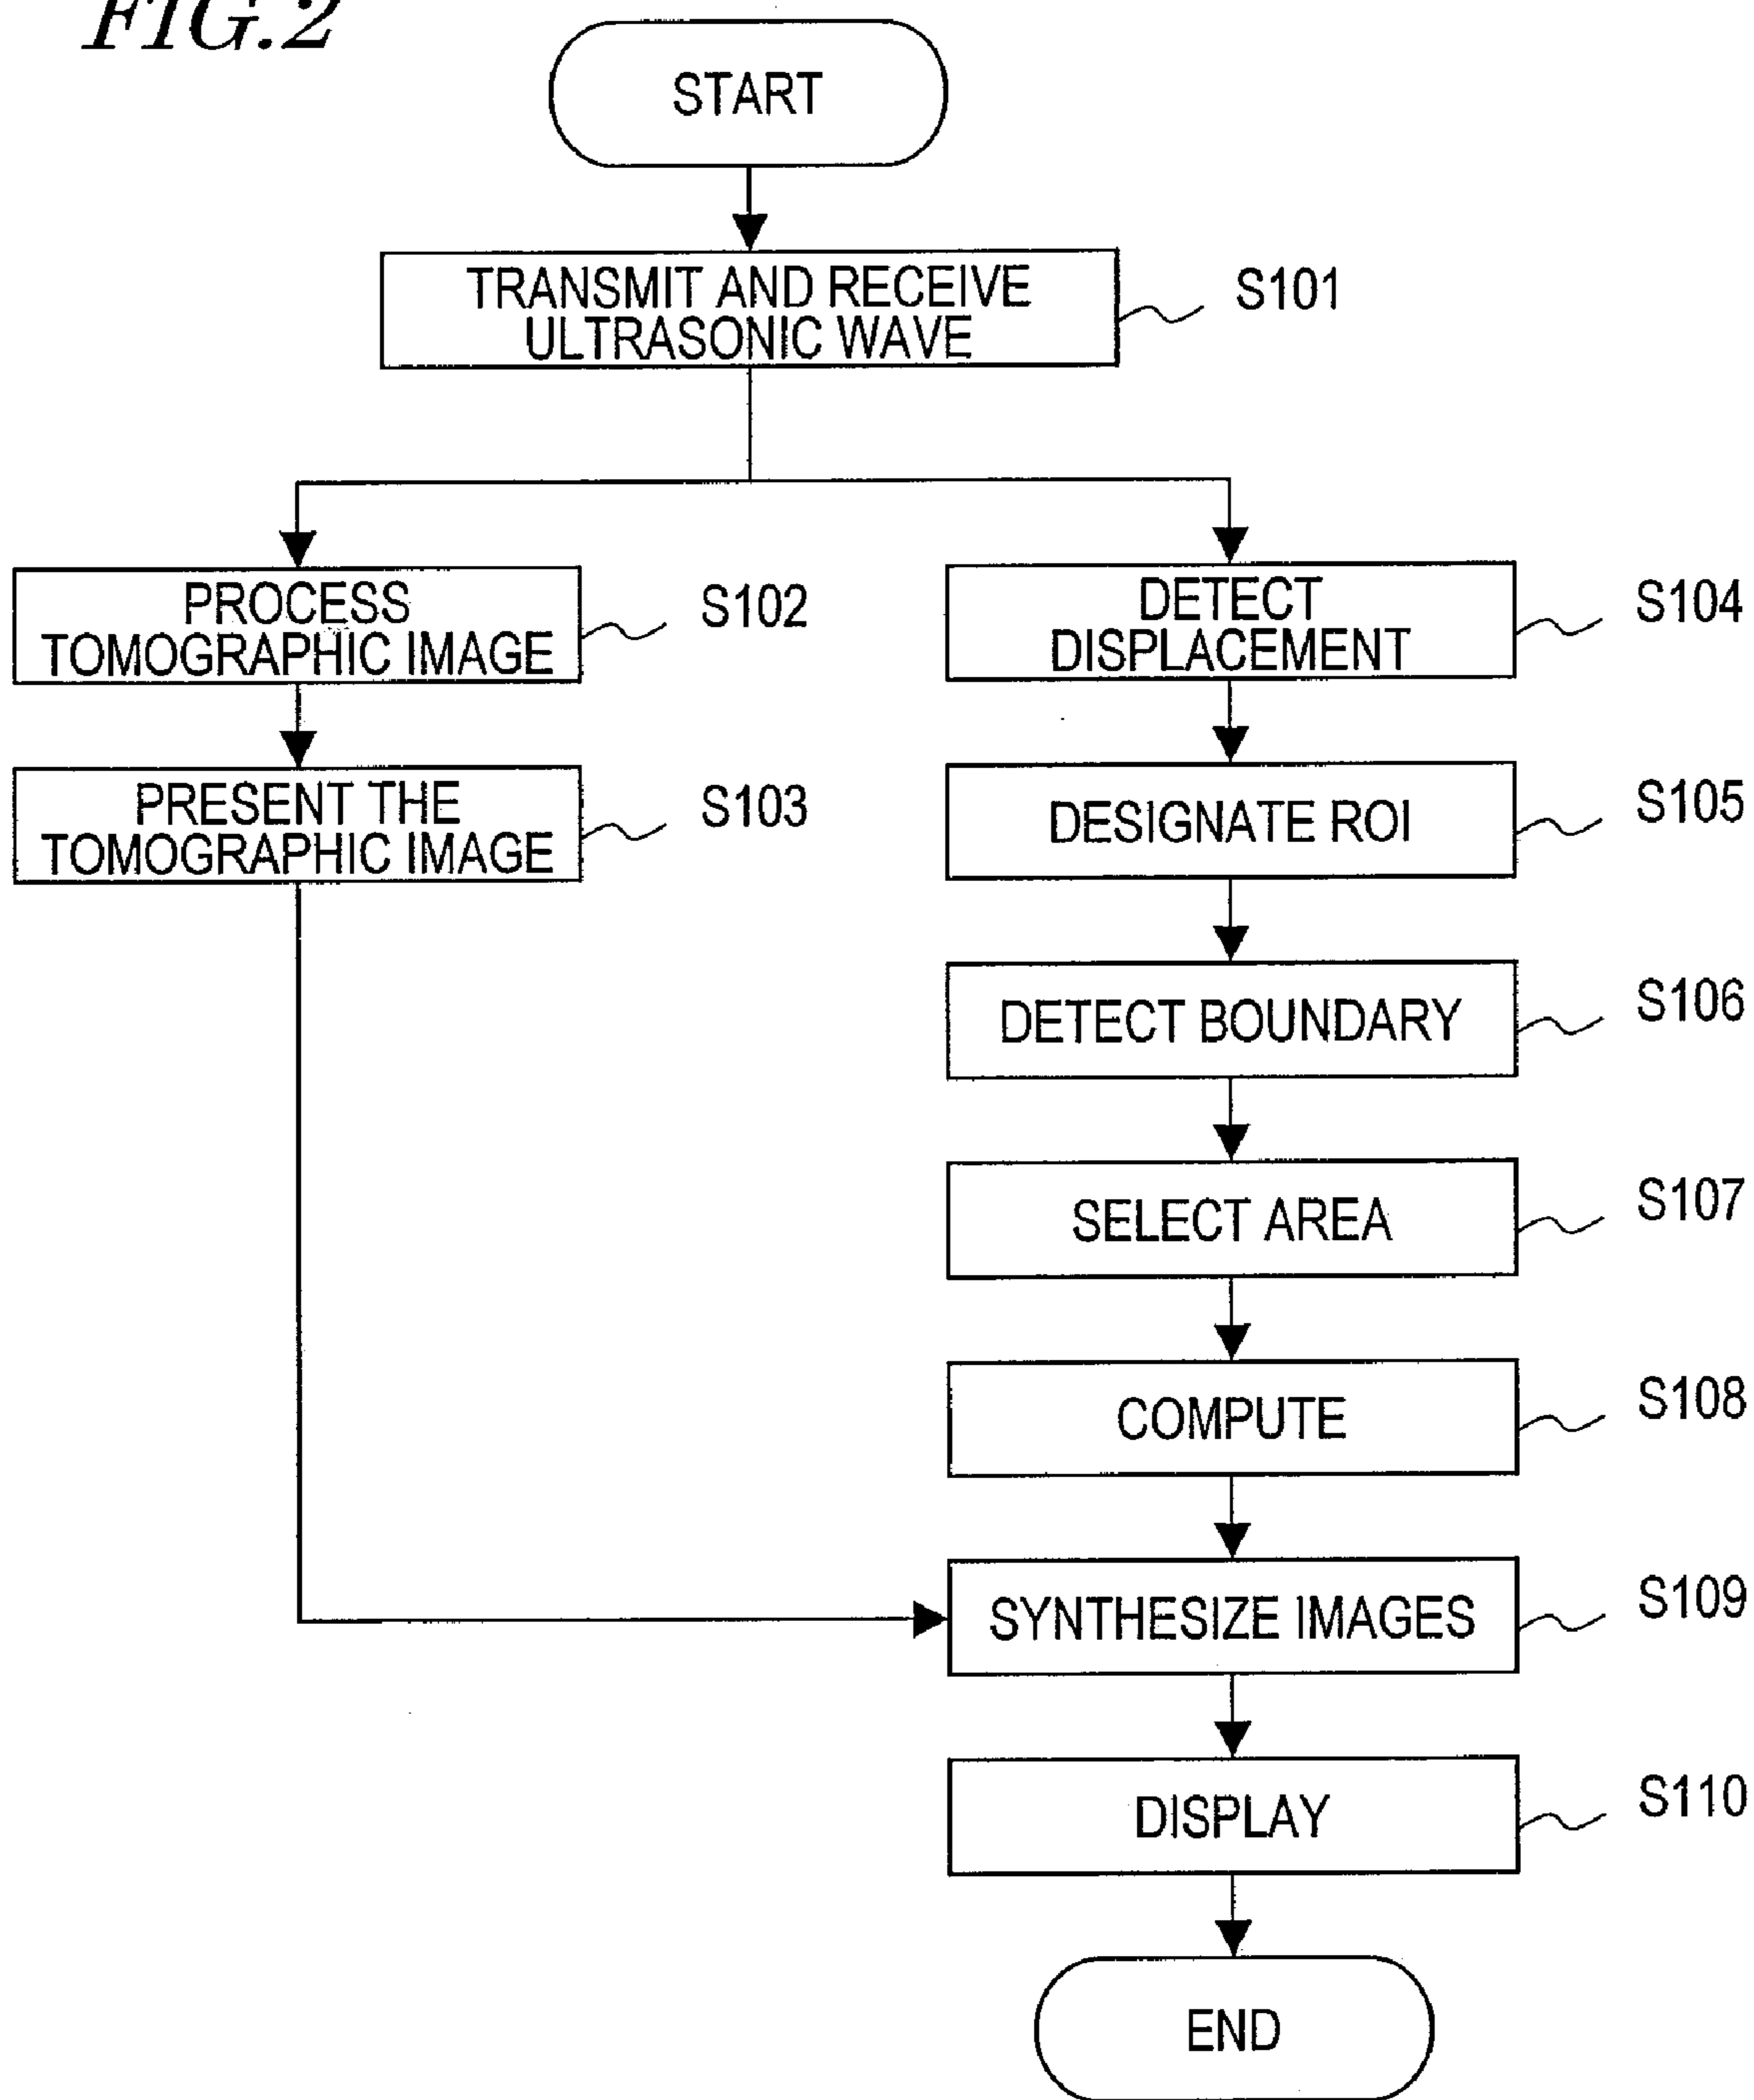 FIG.2
START
TRANSMIT AND RECEIVE
ULTRASONIC WAVE
S101
PROCESS
TOMOGRAPHIC IMAGE
S102
PRESENT THE
TOMOGRAPHIC IMAGE
S103
DETECT
DISPLACEMENT
S104
DESIGNATE ROI
S105
DETECT BOUNDARY
S106
SELECT AREA
S107
COMPUTE
S108
SYNTHESIZE IMAGES
S109
DISPLAY
S110
END